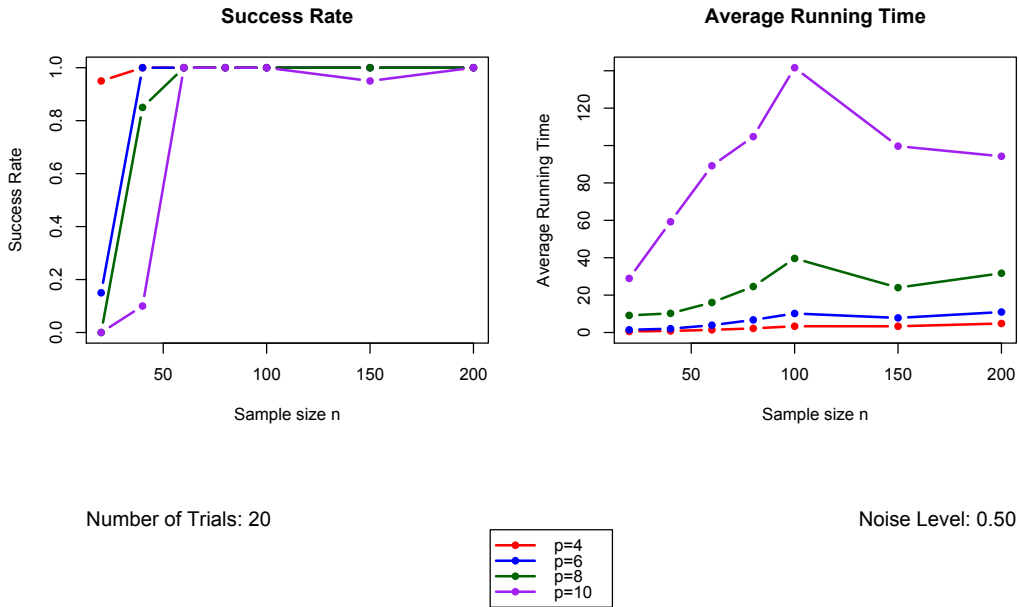 Success Rate
Success Rate
0.0 0.2 0.4 0.6 0.8 1.0
50 100 150 200
Sample size n
Average Running Time
Average Running Time
0 20 40 60 80 120
50 100 150 200
Sample size n
Number of Trials: 20
Noise Level: 0.50
p=4
p=6
p=8
p=10